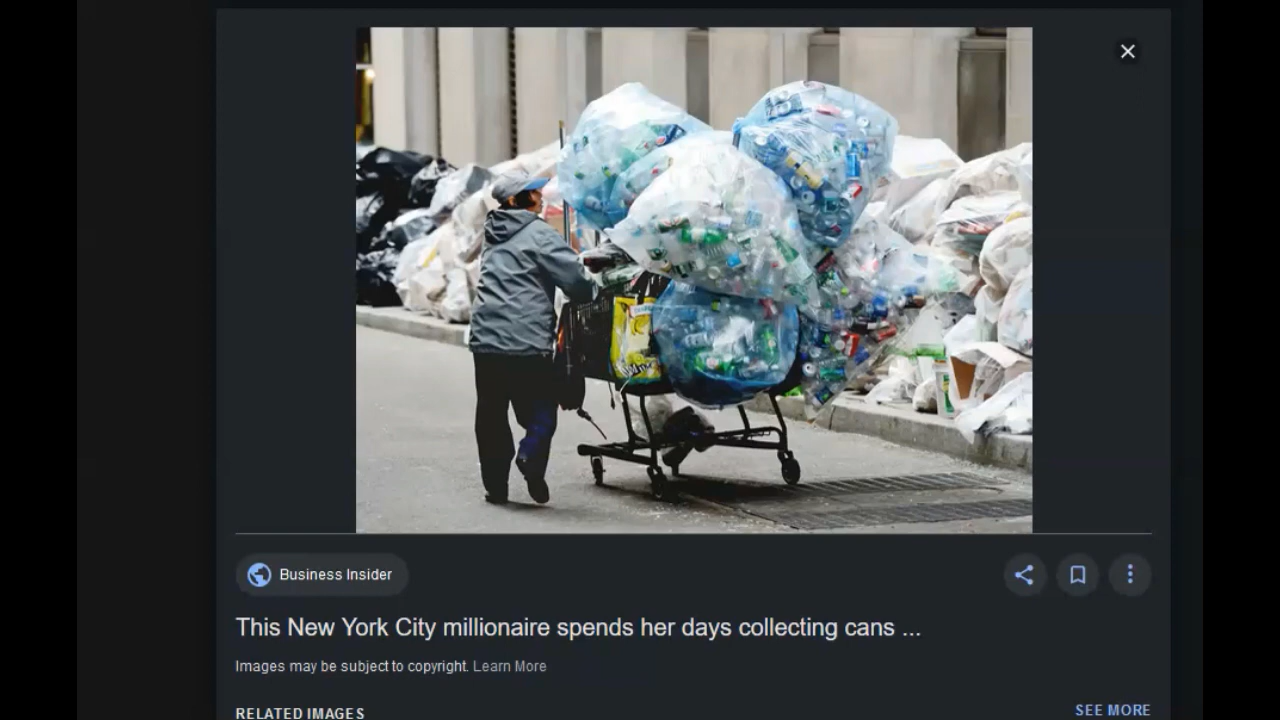 Business Insider
This New York City millionaire spends her days collecting cans ...
Images may be subject to copyright. Learn More
RELATED IMAGES
SEE MORE